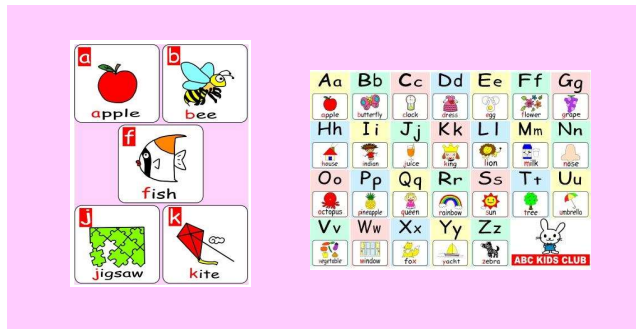 a b
apple bee
f
fish
j k
jigsaw kite
Aa Bb Cc Dd Ee Ff Gg
apple butterfly clock dress egg flower grape
Hh Ii Jj Kk Ll Mm Nn
house indian juice king lion milk nose
Oo Pp Qq Rr Ss Tt Uu
octopus pineapple queen rainbow sun tree umbrella
Vv Ww Xx Yy Zz
vegetable window fox yacht zebra
ABC KIDS CLUB